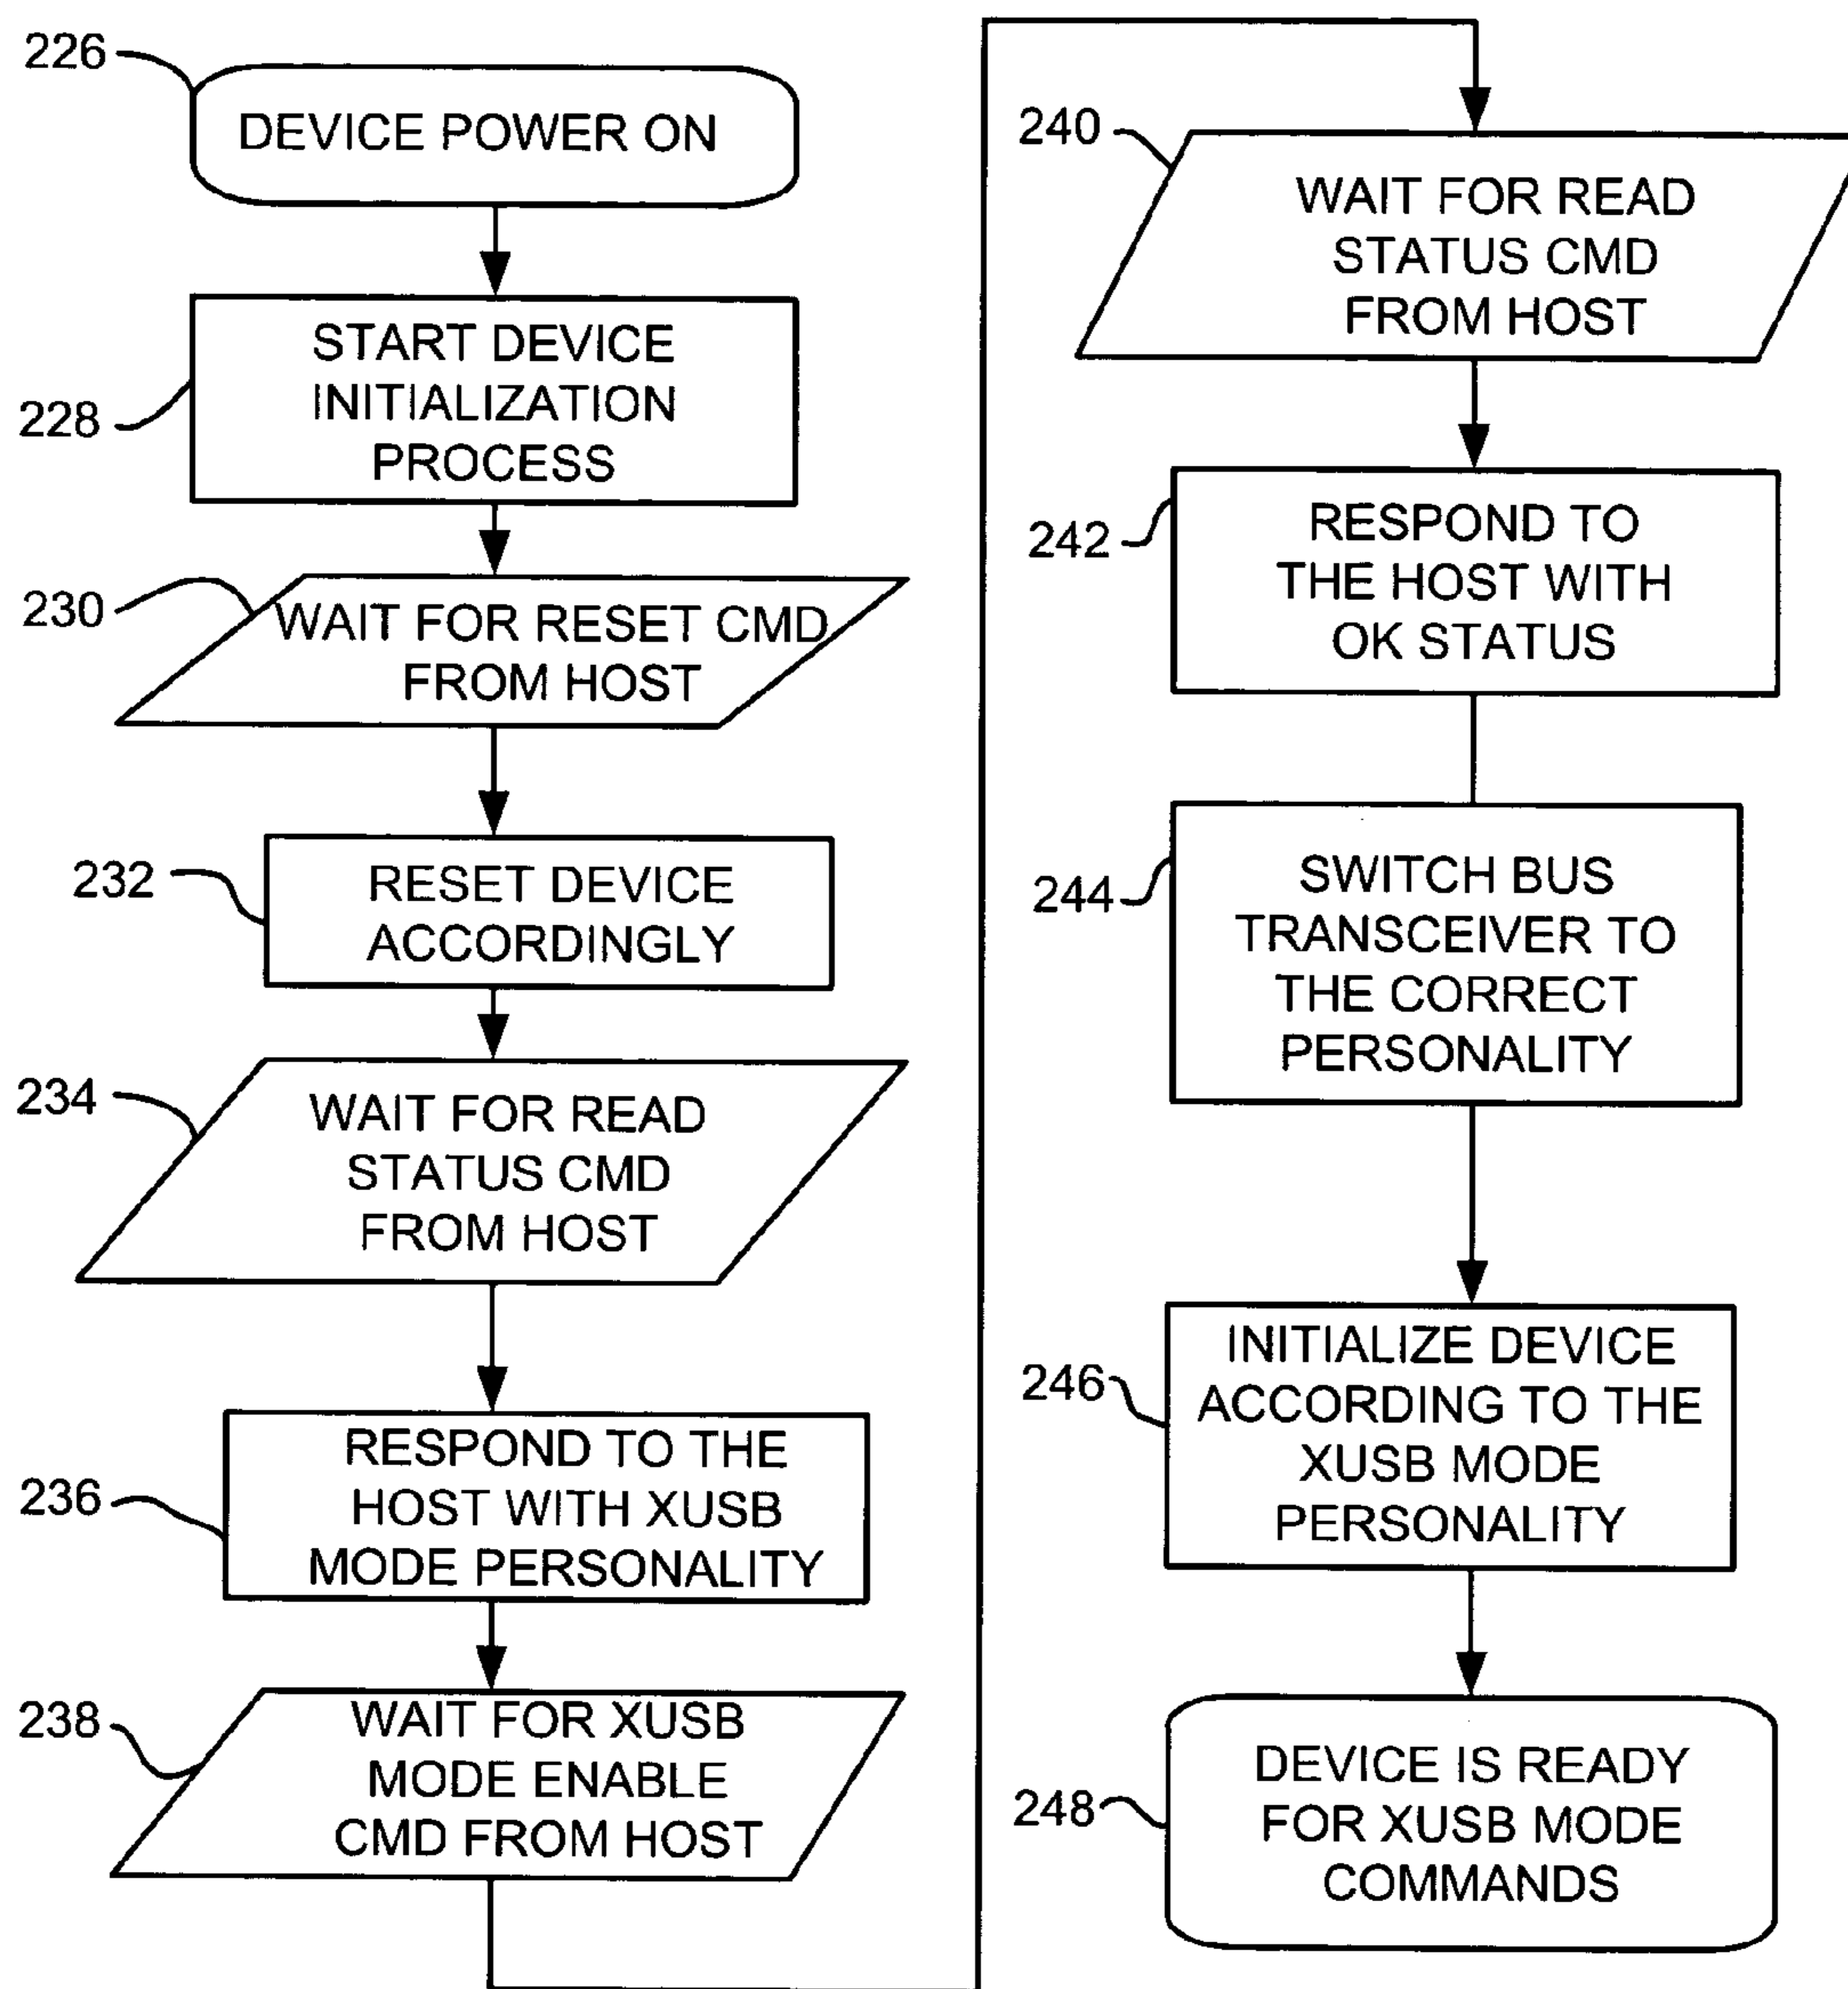 226
DEVICE POWER ON
228
START DEVICE
INITIALIZATION
PROCESS
230
WAIT FOR RESET CMD
FROM HOST
232
RESET DEVICE
ACCORDINGLY
234
WAIT FOR READ
STATUS CMD
FROM HOST
236
RESPOND TO THE
HOST WITH XUSB
MODE PERSONALITY
238
WAIT FOR XUSB
MODE ENABLE
CMD FROM HOST
240
WAIT FOR READ
STATUS CMD
FROM HOST
242
RESPOND TO
THE HOST WITH
OK STATUS
244
SWITCH BUS
TRANSCEIVER TO
THE CORRECT
PERSONALITY
246
INITIALIZE DEVICE
ACCORDING TO THE
XUSB MODE
PERSONALITY
248
DEVICE IS READY
FOR XUSB MODE
COMMANDS